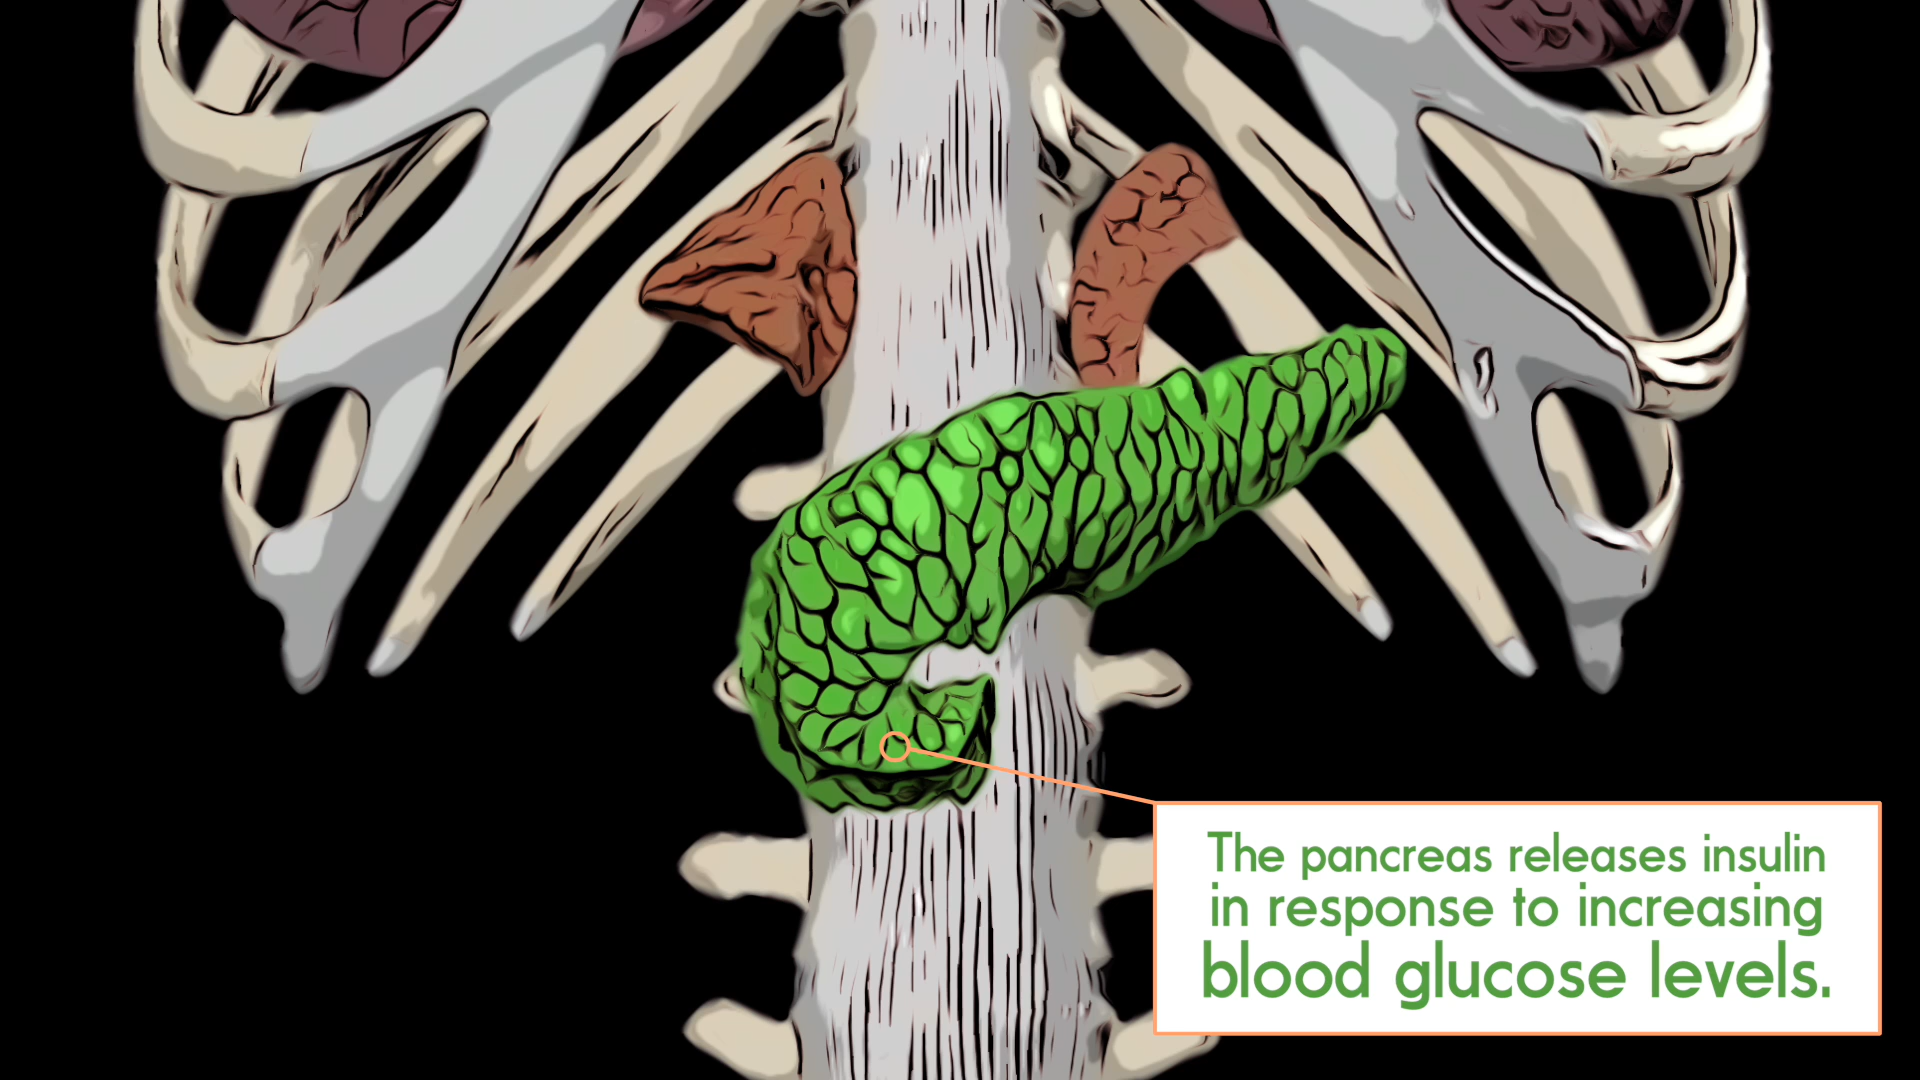 The pancreas releases insulin
in response to increasing
blood glucose levels.